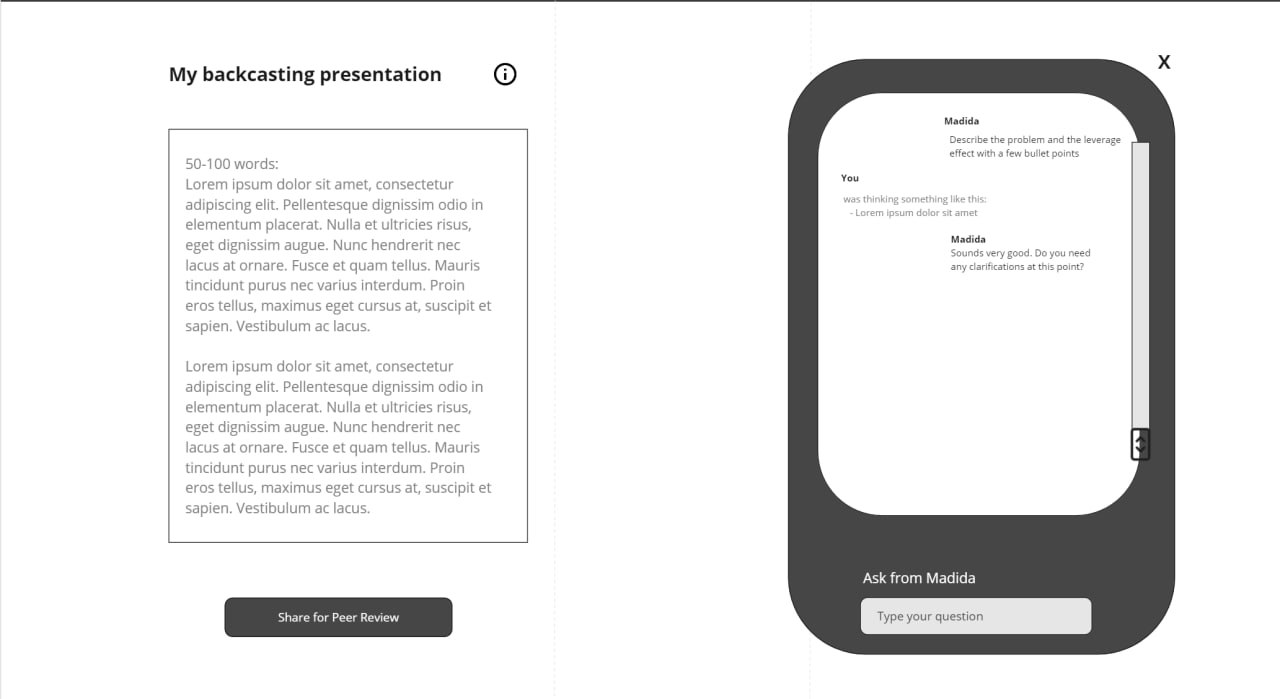 My backcasting presentation
50-100 words:
Lorem ipsum dolor sit amet, consectetur
adipiscing elit. Pellentesque dignissim odio in
elementum placerat. Nulla et ultricies risus,
eget dignissim augue. Nunc hendrerit nec
lacus at ornare. Fusce et quam tellus. Mauris
tincidunt purus nec varius interdum. Proin
eros tellus, maximus eget cursus at, suscipit et
sapien. Vestibulum ac lacus.
Lorem ipsum dolor sit amet, consectetur
adipiscing elit. Pellentesque dignissim odio in
elementum placerat. Nulla et ultricies risus,
eget dignissim augue. Nunc hendrerit nec
lacus at ornare. Fusce et quam tellus. Mauris
tincidunt purus nec varius interdum. Proin
eros tellus, maximus eget cursus at, suscipit et
sapien. Vestibulum ac lacus.
Share for Peer Review
X
Madida
Describe the problem and the leverage
effect with a few bullet points
You
was thinking something like this:
- Lorem ipsum dolor sit amet
Madida
Sounds very good. Do you need
any clarifications at this point?
Ask from Madida
Type your question